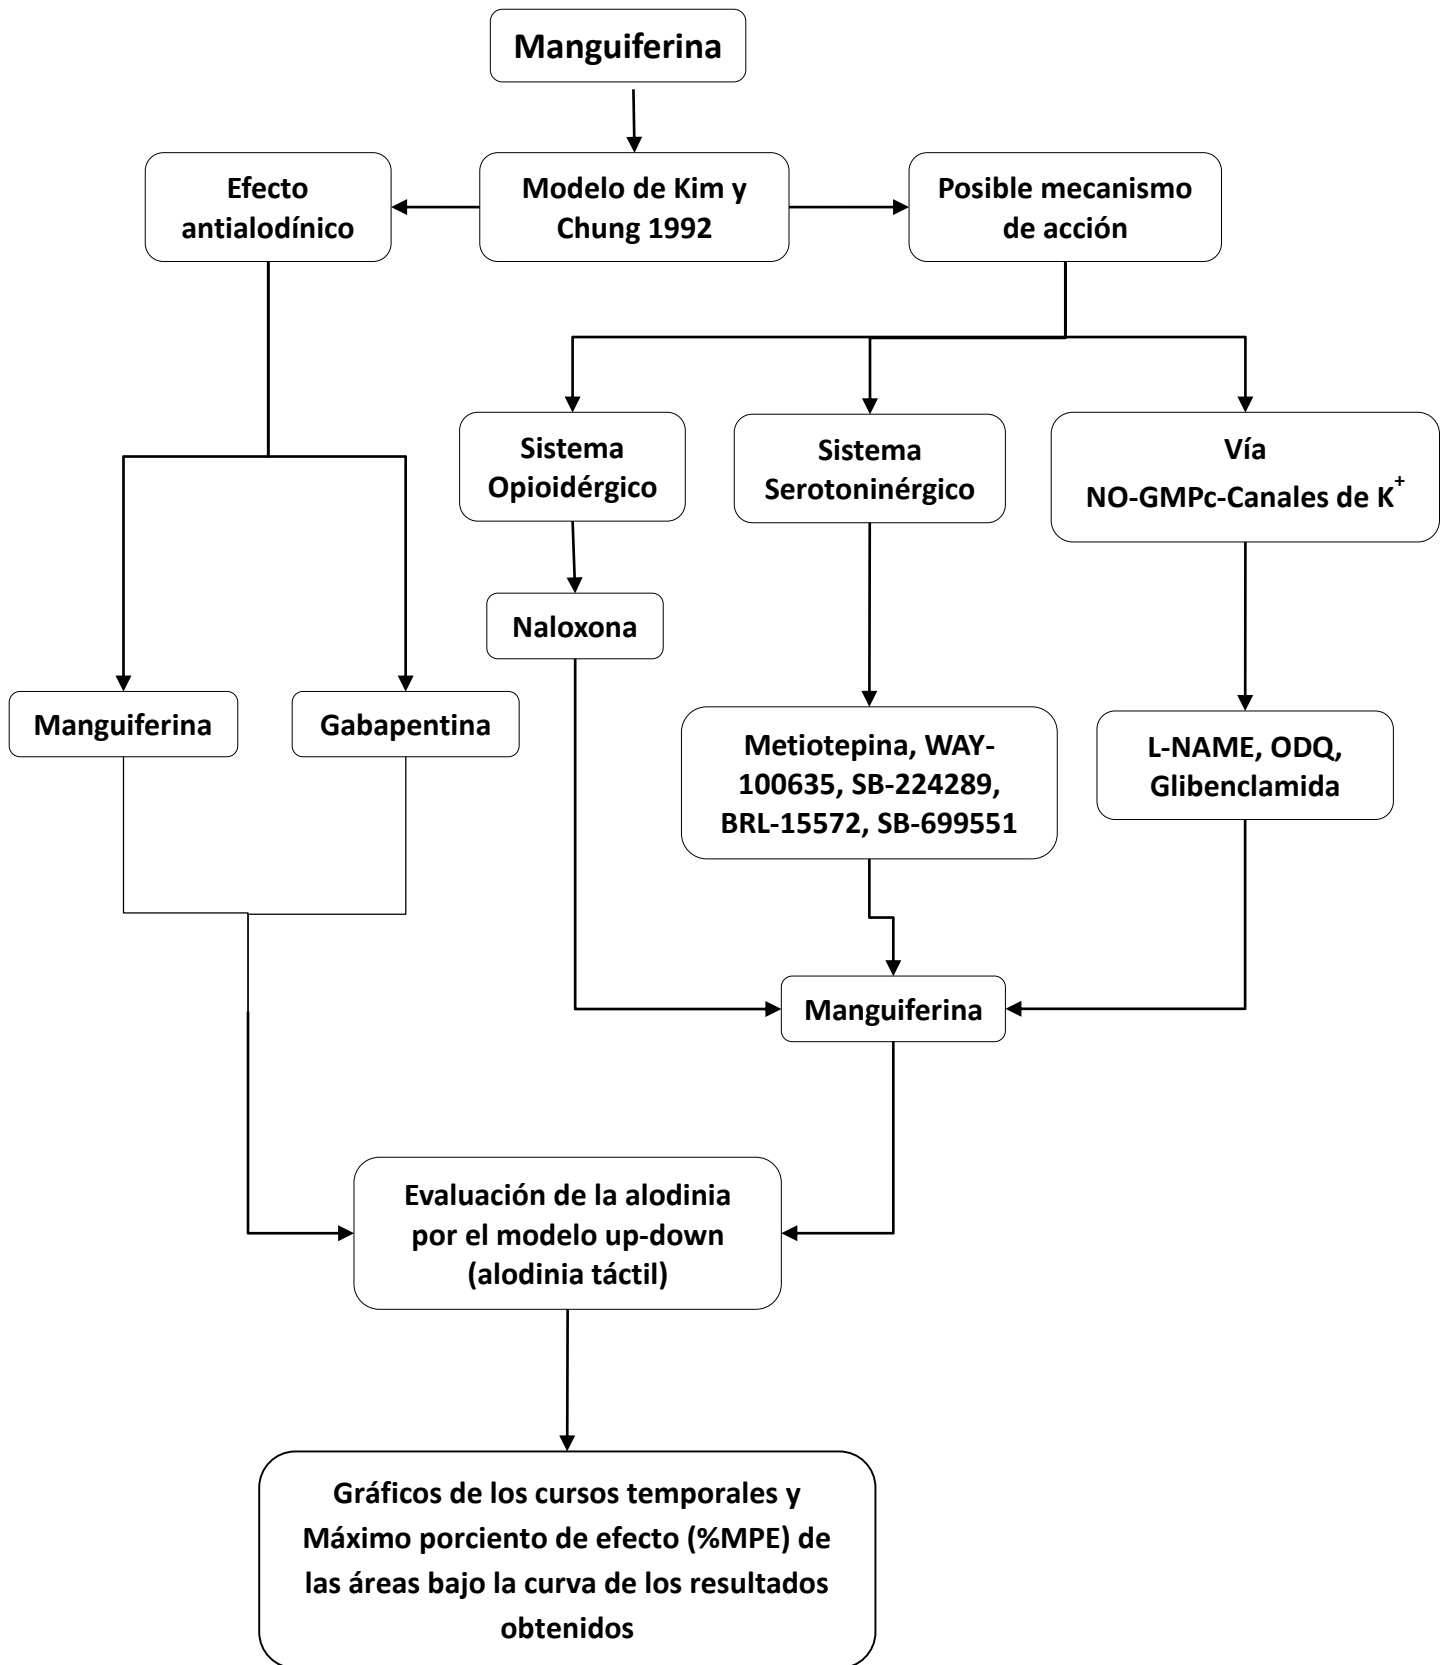 Manguiferina
Efecto
antialodínico
Modelo de Kim y
Chung 1992
Posible mecanismo
de acción
Sistema
Opioidérgico
Sistema
Serotoninérgico
Vía
NO-GMPc-Canales de K⁺
Naloxona
Manguiferina
Gabapentina
Metiotepina, WAY-
100635, SB-224289,
BRL-15572, SB-699551
L-NAME, ODQ,
Glibenclamida
Manguiferina
Evaluación de la alodinia
por el modelo up-down
(alodinia táctil)
Gráficos de los cursos temporales y
Máximo porciento de efecto (%MPE) de
las áreas bajo la curva de los resultados
obtenidos